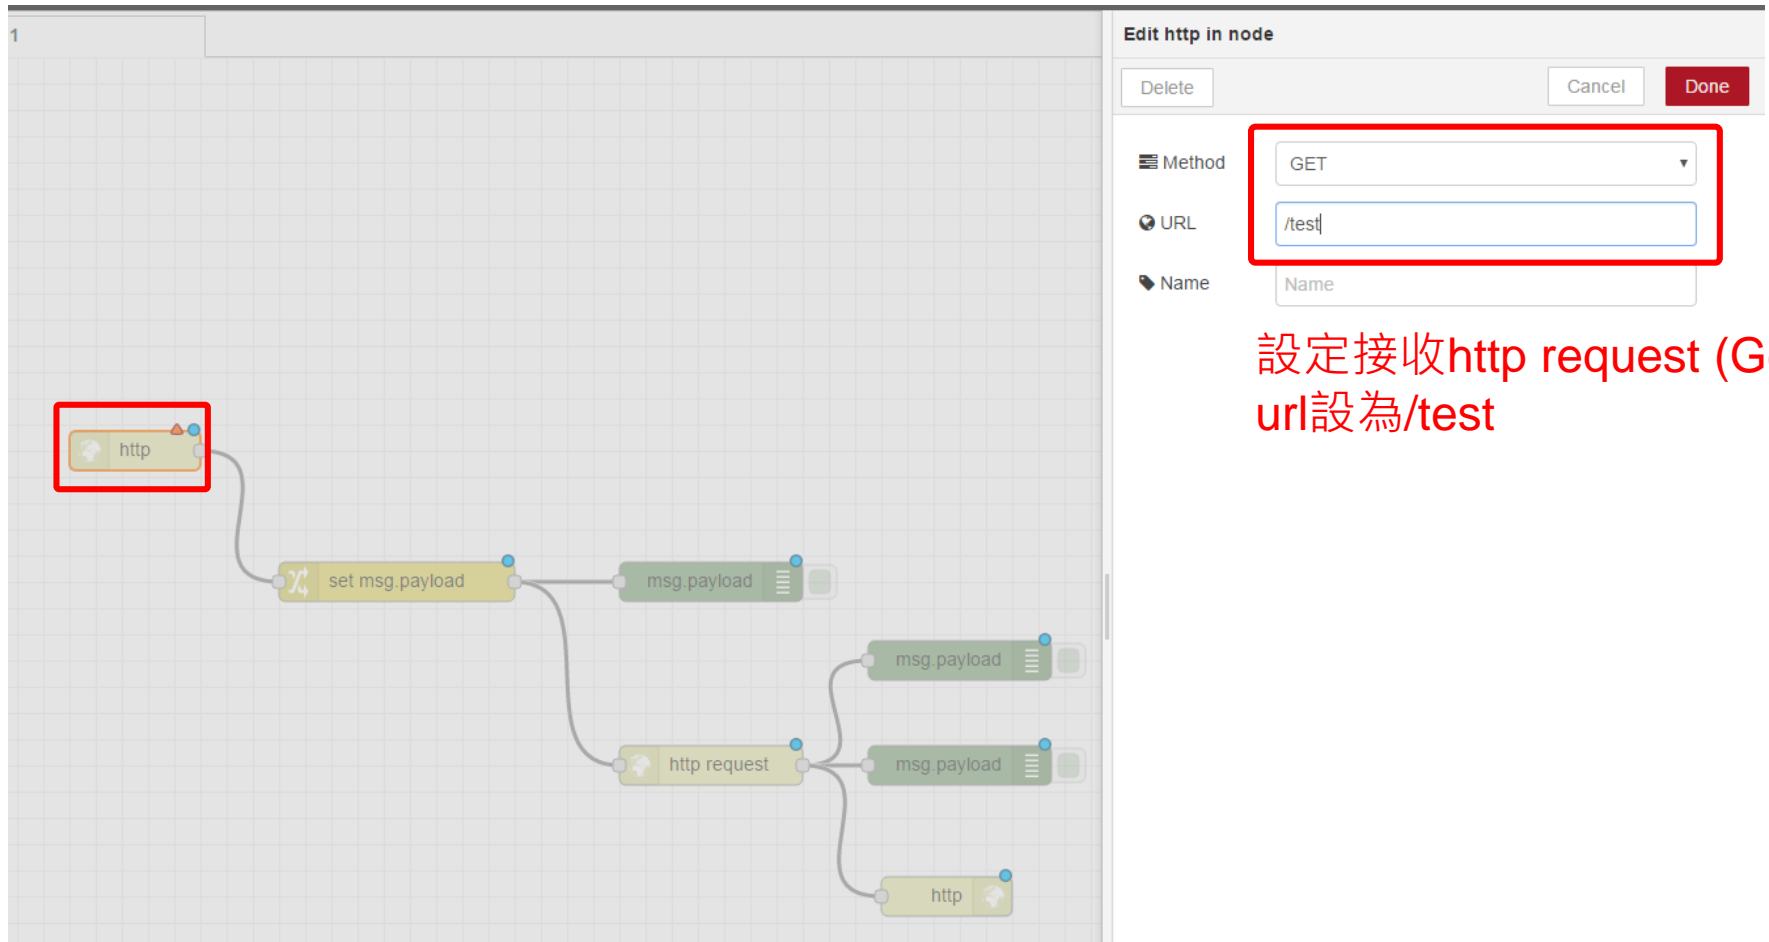 1
Edit http in node
Delete
Cancel
Done
Method
GET
URL
/test
Name
Name
設定接收http request (G
url設為/test
http
set msg.payload
msg.payload
msg.payload
http request
msg.payload
http